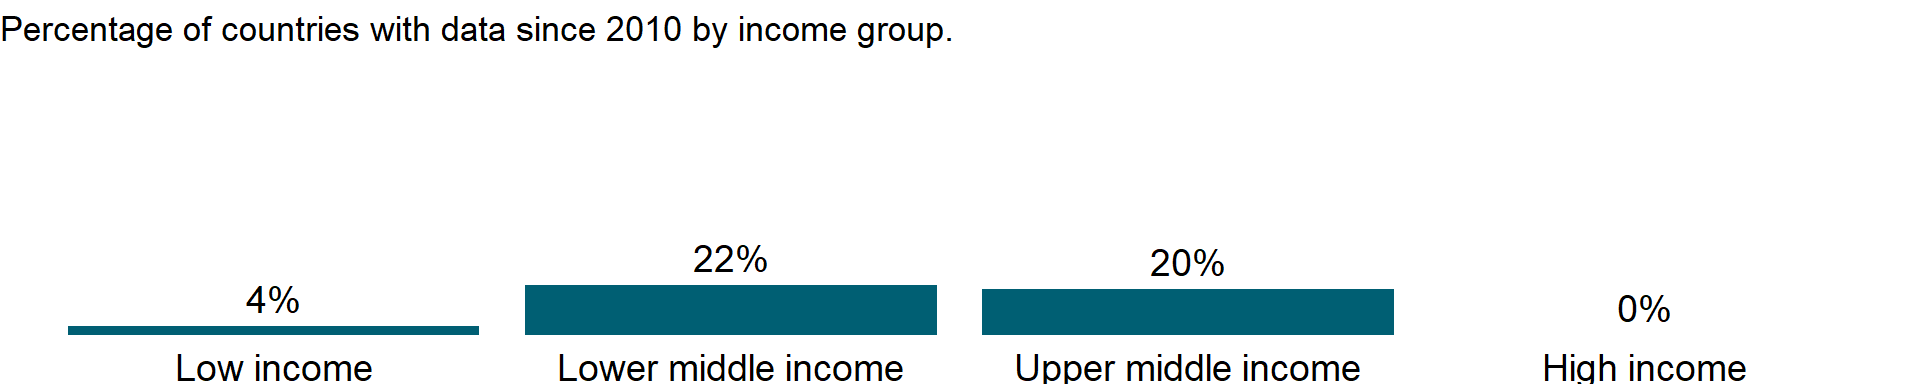 Percentage of countries with data since 2010 by income group.
4%
22%
20%
0%
Low income
Lower middle income
Upper middle income
High income